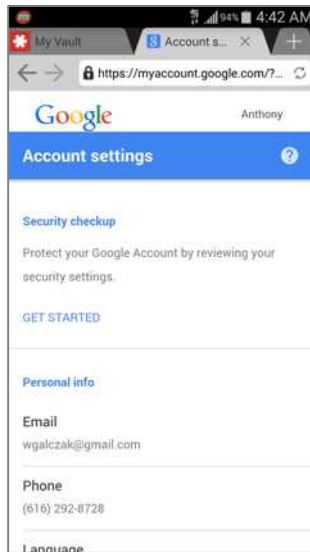 94% 4:42 AM
My Vault
Account s...
https://myaccount.google.com/?...
Google
Anthony
Account settings
?
Security checkup
Protect your Google Account by reviewing your
security settings.
GET STARTED
Personal info
Email
wgalczak@gmail.com
Phone
(616) 292-8728
Language